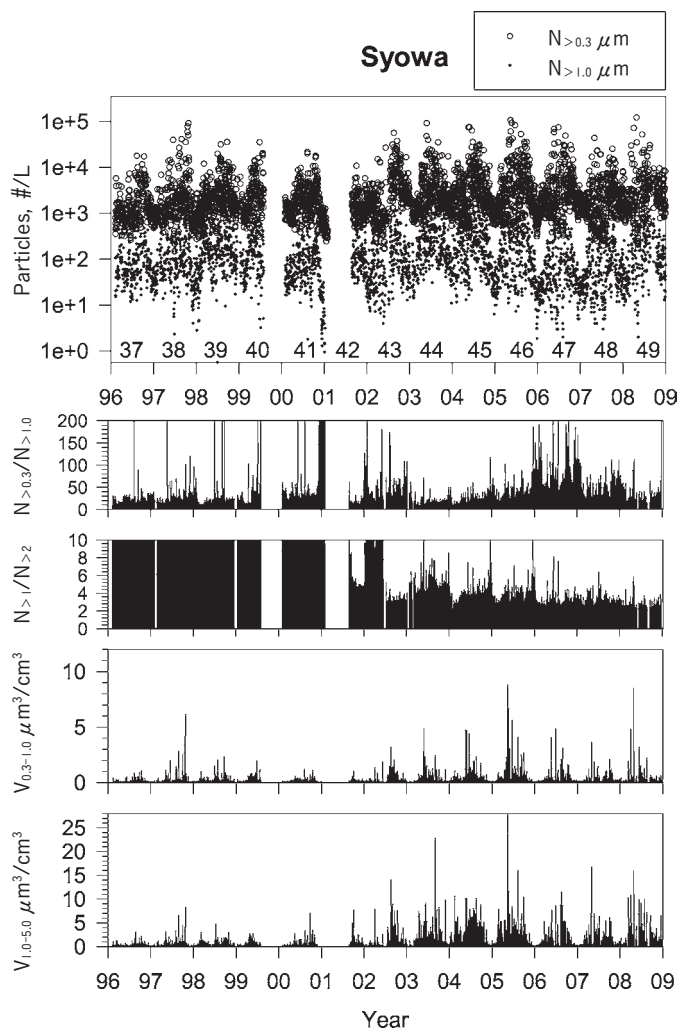 Syowa
N>0.3 μm
N>1.0 μm
Particles, #/L
1e+5
1e+4
1e+3
1e+2
1e+1
1e+0
37 38 39 40 41 42 43 44 45 46 47 48 49
96 97 98 99 00 01 02 03 04 05 06 07 08 09
N>0.3/N>1.0
200
150
100
50
0
N>1/N>2
10
8
6
4
2
0
V0.3-1.0 μm³/cm³
10
5
0
V1.0-5.0 μm³/cm³
25
20
15
10
5
0
96 97 98 99 00 01 02 03 04 05 06 07 08 09
Year